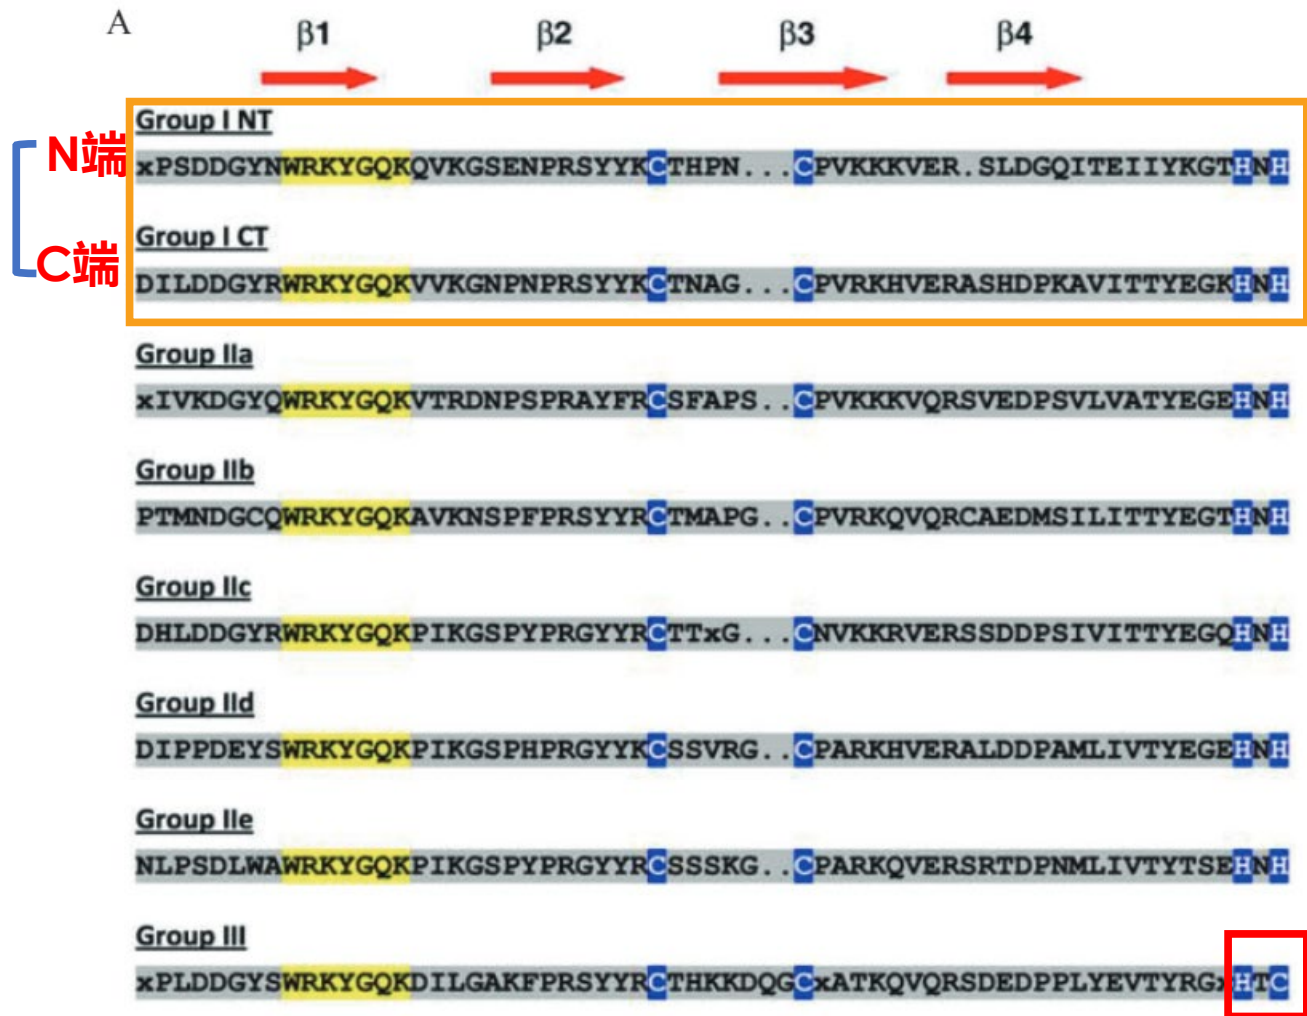 A
β1 β2 β3 β4
Group I NT
N端
xPSDDGYNWRKYGQKQVKGSENPRSYYKCTHPN...CPVKKKVER.SLDGQITEIIYKGTHNH
Group I CT
C端
DILDDGYRWRKYGQKVVKGNPNPRSYYKCTNAG...CPVRKHVERASHDPKAVITTYEGKHNH
Group IIa
xIVKDGYQWRKYGQKVTRDNPSPRAYFRCSFAPS..CPVKKKVQRSVEDPSVLVATYEGEHNH
Group IIb
PTMNDGCQWRKYGQKAVKNSPFPRSYYRCTMAPG..CPVRKQVQRCAEDMSILITTYEGTHNH
Group IIc
DHLDDGYRWRKYGQKPIKGSPYPRGYYRCTTxG...CNVKKRVERSSDDPSIVITTYEGQHNH
Group IId
DIPPDEYSWRKYGQKPIKGSPHPRGYYKCSSVRG..CPARKHVERALDDPAMLIVTYEGEHNH
Group IIe
NLPSDLWAWRKYGQKPIKGSPYPRGYYRCSSSKG..CPARKQVERSRTDPNMLIVTYTSEHNH
Group III
xPLDDGYSWRKYGQKDILGAKFPRSYYRCTHKKDQGCxATKQVQRSDEDPPLYEVTYRGxHTC